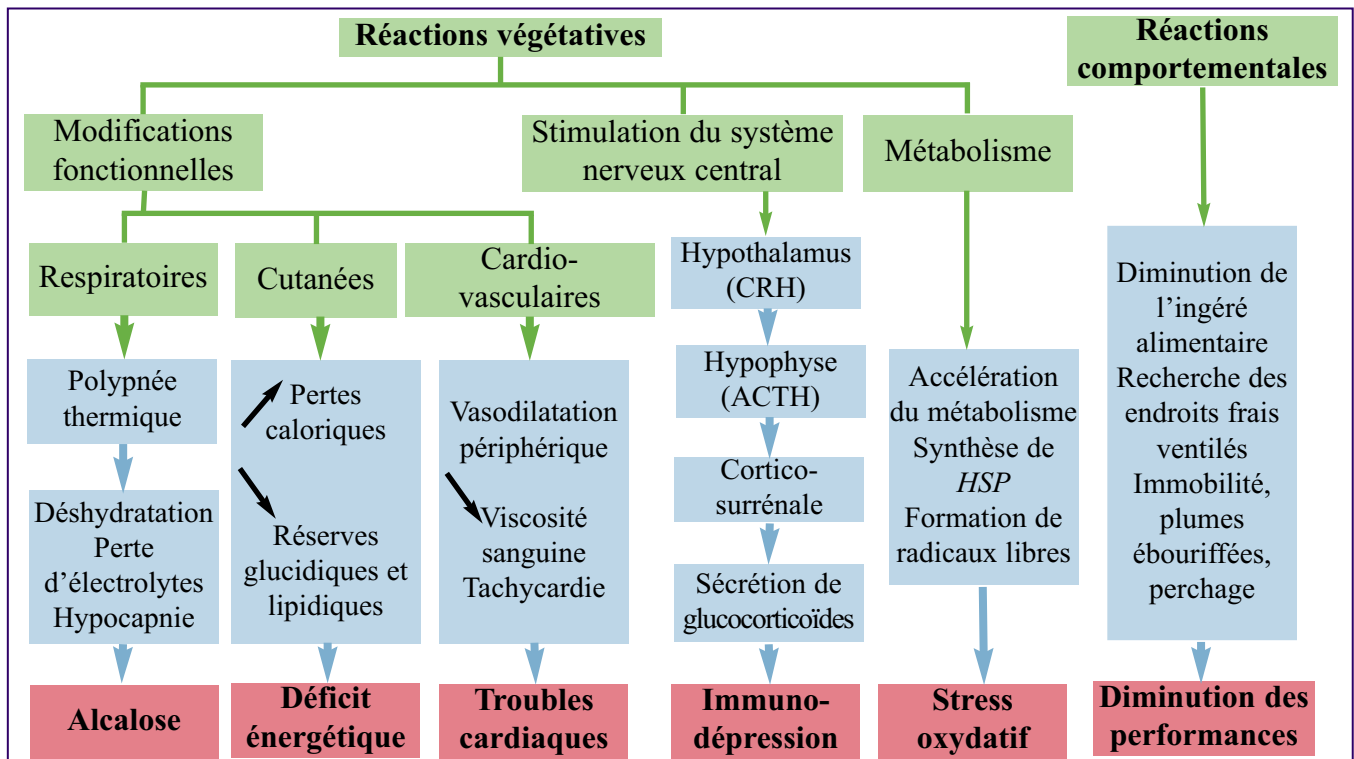 Réactions végétatives
Réactions
comportementales
Modifications
fonctionnelles
Stimulation du système
nerveux central
Métabolisme
Respiratoires
Cutanées
Cardio-
vasculaires
Hypothalamus
(CRH)
Diminution de
l’ingéré
alimentaire
Recherche des
endroits frais
ventilés
Immobilité,
plumes
ébouriffées,
perchage
Polypnée
thermique
Pertes
caloriques
Vasodilatation
périphérique
Hypophyse
(ACTH)
Accélération
du métabolisme
Synthèse de
HSP
Formation de
radicaux libres
Déshydratation
Perte
d’électrolytes
Hypocapnie
Réserves
glucidiques et
lipidiques
Viscosité
sanguine
Tachycardie
Cortico-
surrénale
Sécrétion de
glucocorticoïdes
Alcalose
Déficit
énergétique
Troubles
cardiaques
Immuno-
dépression
Stress
oxydatif
Diminution des
performances